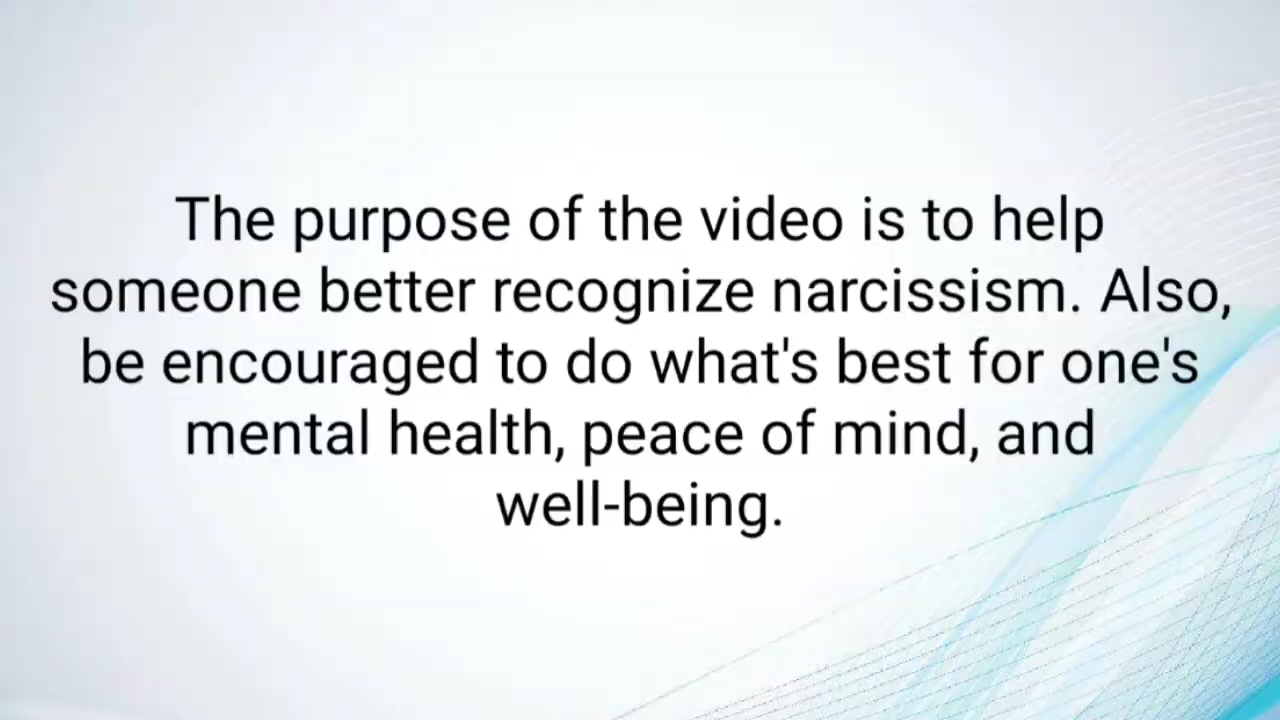 The purpose of the video is to help
someone better recognize narcissism. Also,
be encouraged to do what's best for one's
mental health, peace of mind, and
well-being.